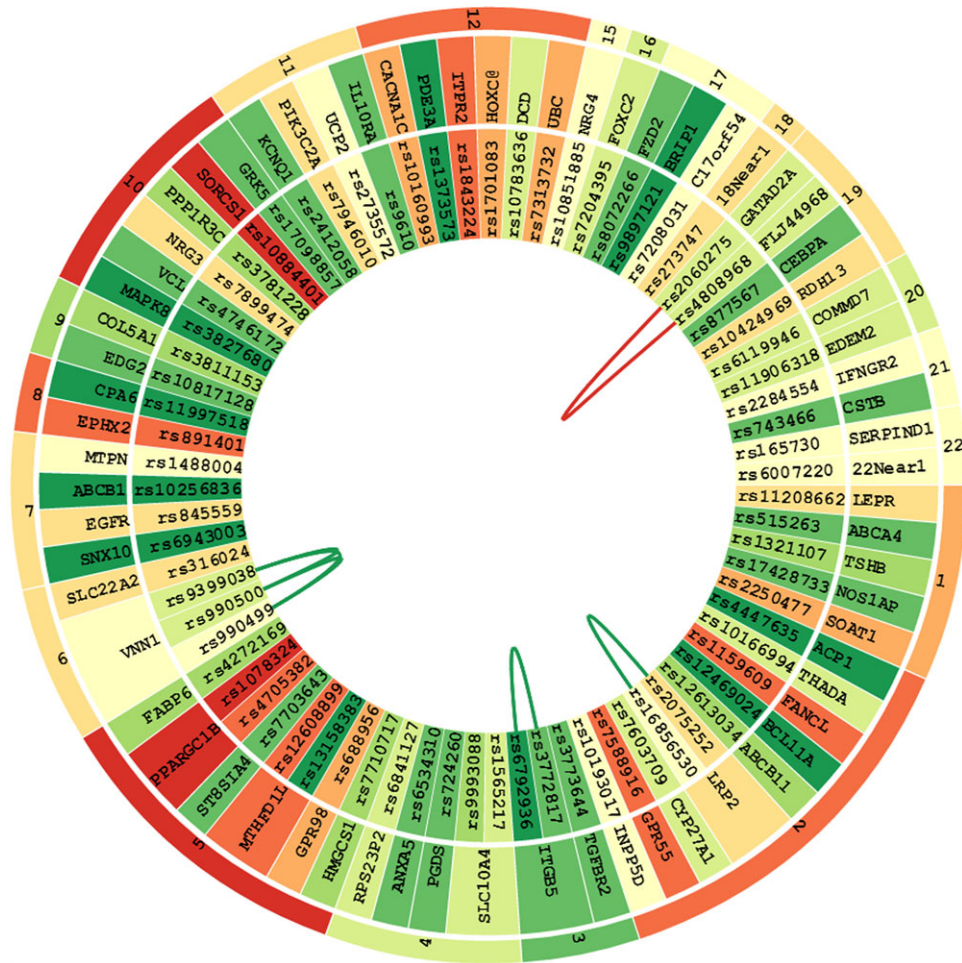 1
2
3
4
5
6
7
8
9
10
11
12
15
16
17
18
19
20
21
22
LEPR
ABCA4
TSHB
NOS1AP
SOAT1
ACP1
THADA
FANCL
BCL11A
ABCB11
LRP2
CYP27A1
GPR55
INPP5D
TGFBR2
ITGB5
SLC10A4
PGDS
ANXA5
RPS23P2
HMGCS1
GPR98
MTHFD1L
ST8SIA4
PPARGC1B
FABP6
VNN1
SLC22A2
SNX10
EGFR
ABCB1
MTPN
EPHX2
CPA6
EDG2
COL5A1
MAPK8
VCL
NRG3
PPP1R3C
SORCS1
GRK5
KCNQ1
PIK3C2A
UCP2
IL10RA
CACNA1C
PDE3A
ITPR2
HOXC@
DCD
UBC
NRG4
FOXC2
FZD2
BRIP1
C17orf54
18Near1
GATAD2A
FLJ44968
CEBPA
RDH13
COMMD7
EDEM2
IFNGR2
CSTB
SERPIND1
22Near1
rs11208662
rs515263
rs1321107
rs17428733
rs2250477
rs4447635
rs10166994
rs1159609
rs12469024
rs12613034
rs2075252
rs16856530
rs7603709
rs7588916
rs10193017
rs3773644
rs3772817
rs6792936
rs1565217
rs9993088
rs724260
rs6534310
rs6841127
rs7710717
rs688956
rs13158383
rs12608899
rs7703643
rs4705382
rs1078324
rs4272169
rs990499
rs990500
rs9399038
rs316024
rs6943003
rs845559
rs10256836
rs1488004
rs891401
rs11997518
rs10817128
rs3811153
rs3827680
rs4746172
rs7899474
rs3781228
rs10884401
rs17098857
rs2412058
rs7946010
rs2735572
rs9610
rs10160993
rs1373573
rs1843224
rs1701083
rs10783636
rs7313732
rs10851885
rs7204395
rs8072266
rs9897121
rs7208031
rs273747
rs2060275
rs4808968
rs877567
rs10424969
rs6119946
rs11906318
rs2284554
rs743466
rs165730
rs6007220